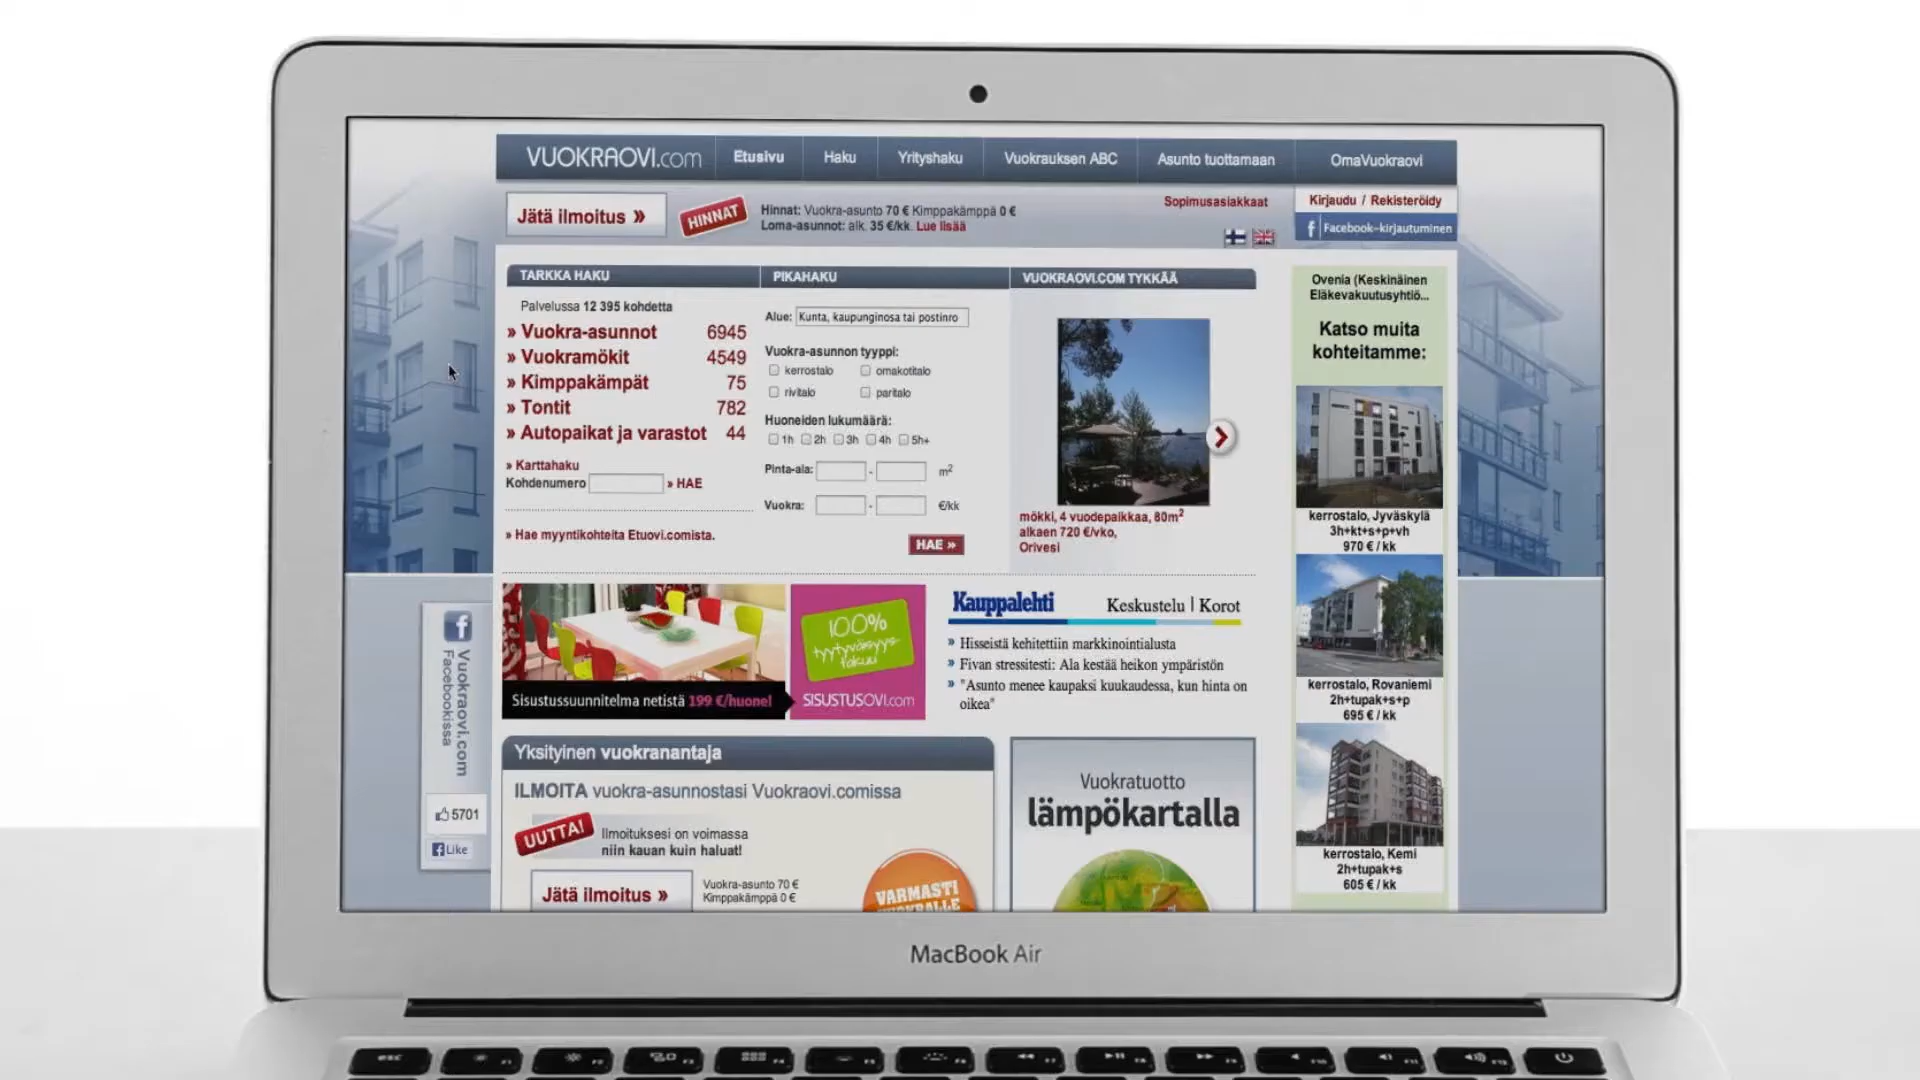 VUOKRAOVI.com
Etusivu
Haku
Yrityshaku
Vuokrauksen ABC
Asunto tuottamaan
OmaVuokraovi
Jätä ilmoitus »
HINNAT
Hinnat: Vuokra-asunto 70 € Kimppakämppä 0 €
Loma-asunnot: alk. 35 €/kk. Lue lisää
Sopimusasiakkaat
Kirjaudu / Rekisteröidy
Facebook-kirjautuminen
TARKKA HAKU
Palvelussa 12 395 kohdetta
» Vuokra-asunnot 6945
» Vuokramökit 4549
» Kimppakämpät 75
» Tontit 782
» Autopaikat ja varastot 44
» Karttahaku
Kohdenumero » HAE
» Hae myyntikohteita Etuovi.comista.
PIKAHAKU
Alue: Kunta, kaupunginosa tai postinro
Vuokra-asunnon tyyppi:
kerrostalo omakotitalo
rivitalo paritalo
Huoneiden lukumäärä:
1h 2h 3h 4h 5h+
Pinta-ala: - m²
Vuokra: - €/kk
HAE »
VUOKRAOVI.COM TYKKÄÄ
mökki, 4 vuodepaikkaa, 80m²
alkaen 720 €/vko,
Orivesi
Ovenia (Keskinäinen
Eläkevakuutusyhtiö...
Katso muita
kohteitamme:
kerrostalo, Jyväskylä
3h+kt+s+p+vh
970 € / kk
kerrostalo, Rovaniemi
2h+tupak+s+p
695 € / kk
kerrostalo, Kemi
2h+tupak+s
605 € / kk
Vuokraovi.com
Facebookissa
5701
Like
Sisustussuunnitelma netistä 199 €/huone!
100%
tyytyväisyys-
takuu
SISUSTUSOVI.com
Kauppalehti
Keskustelu | Korot
» Hisseistä kehitettiin markkinointialusta
» Fivan stressitesti: Ala kestää heikon ympäristön
» "Asunto menee kaupaksi kuukaudessa, kun hinta on
oikea"
Yksityinen vuokranantaja
ILMOITA vuokra-asunnostasi Vuokraovi.comissa
UUTTA!
Ilmoituksesi on voimassa
niin kauan kuin haluat!
Jätä ilmoitus »
Vuokra-asunto 70 €
Kimppakämppä 0 €
VARMASTI
VUOKRALLE
Vuokratuotto
lämpökartalla
MacBook Air
esc